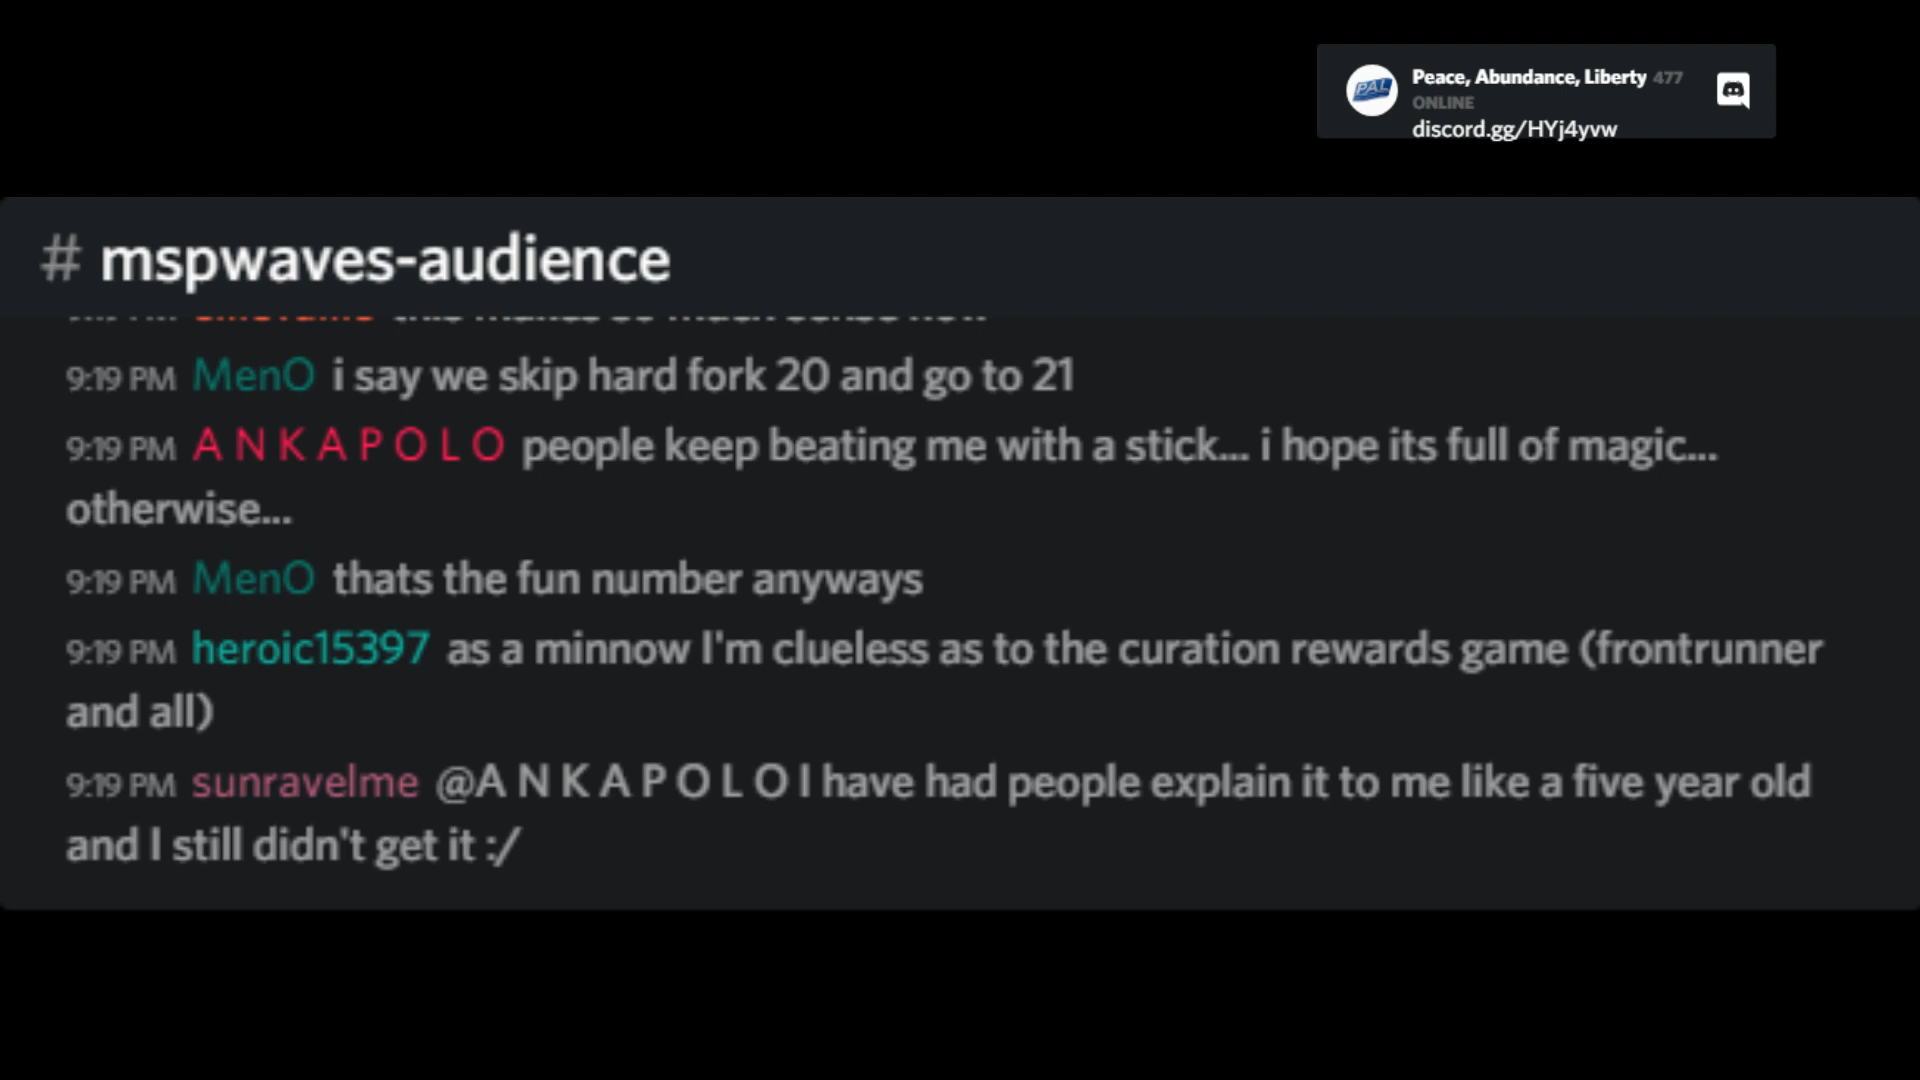 PAL Peace, Abundance, Liberty 477
ONLINE
discord.gg/HYj4yvw
# mspwaves-audience
9:19 PM MenO i say we skip hard fork 20 and go to 21
9:19 PM A N K A P O L O people keep beating me with a stick... i hope its full of magic...
otherwise...
9:19 PM MenO thats the fun number anyways
9:19 PM heroic15397 as a minnow I'm clueless as to the curation rewards game (frontrunner
and all)
9:19 PM sunravelme @A N K A P O L O I have had people explain it to me like a five year old
and I still didn't get it :/